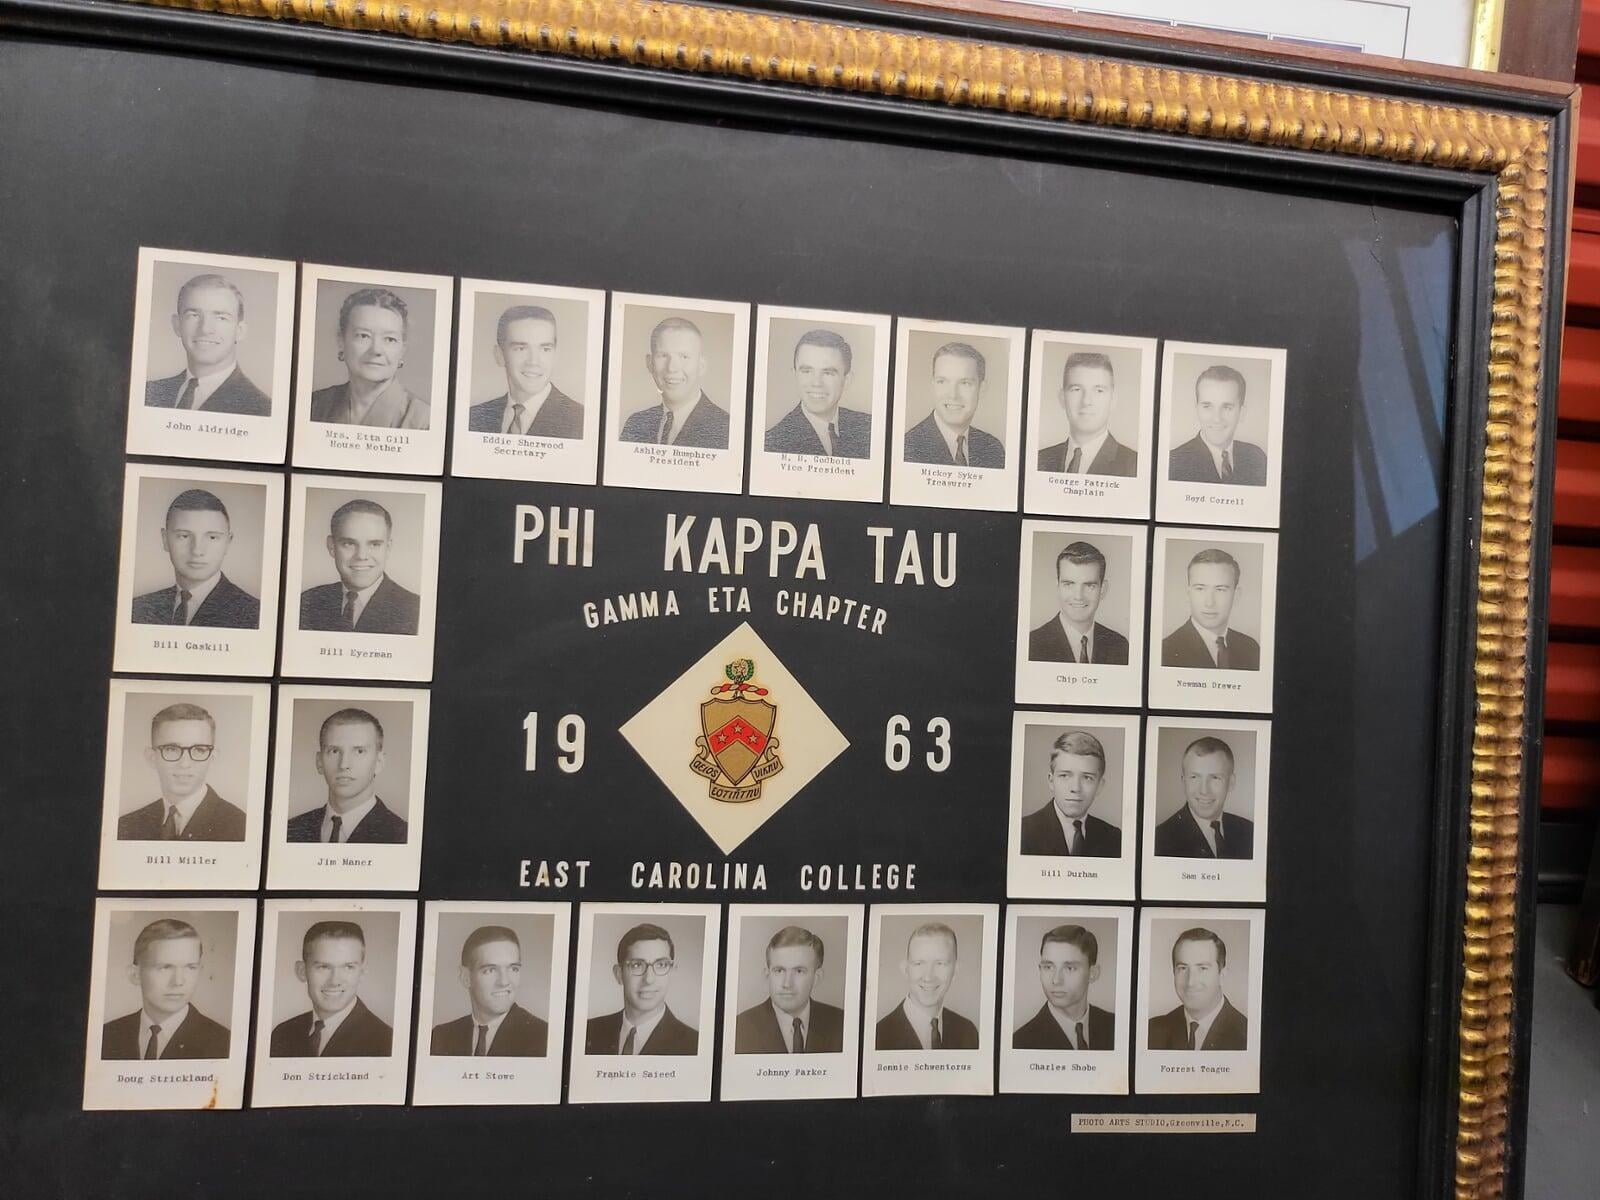 John Aldridge
Mrs. Etta Gill
House Mother
Eddie Sherwood
Secretary
Ashley Humphrey
President
M. B. Godbold
Vice President
Mickey Sykes
Treasurer
George Patrick
Chaplain
Boyd Correll
Bill Gaskill
Bill Eyerman
PHI KAPPA TAU
GAMMA ETA CHAPTER
Chip Cox
Newman Drewer
19 63
Bill Miller
Jim Maner
Bill Durham
Sam Keel
EAST CAROLINA COLLEGE
Doug Strickland
Don Strickland
Art Stowe
Frankie Saieed
Johnny Parker
Ronnie Schwentorus
Charles Shobe
Forrest Teague
PHOTO ARTS STUDIO,Greenville,N.C.